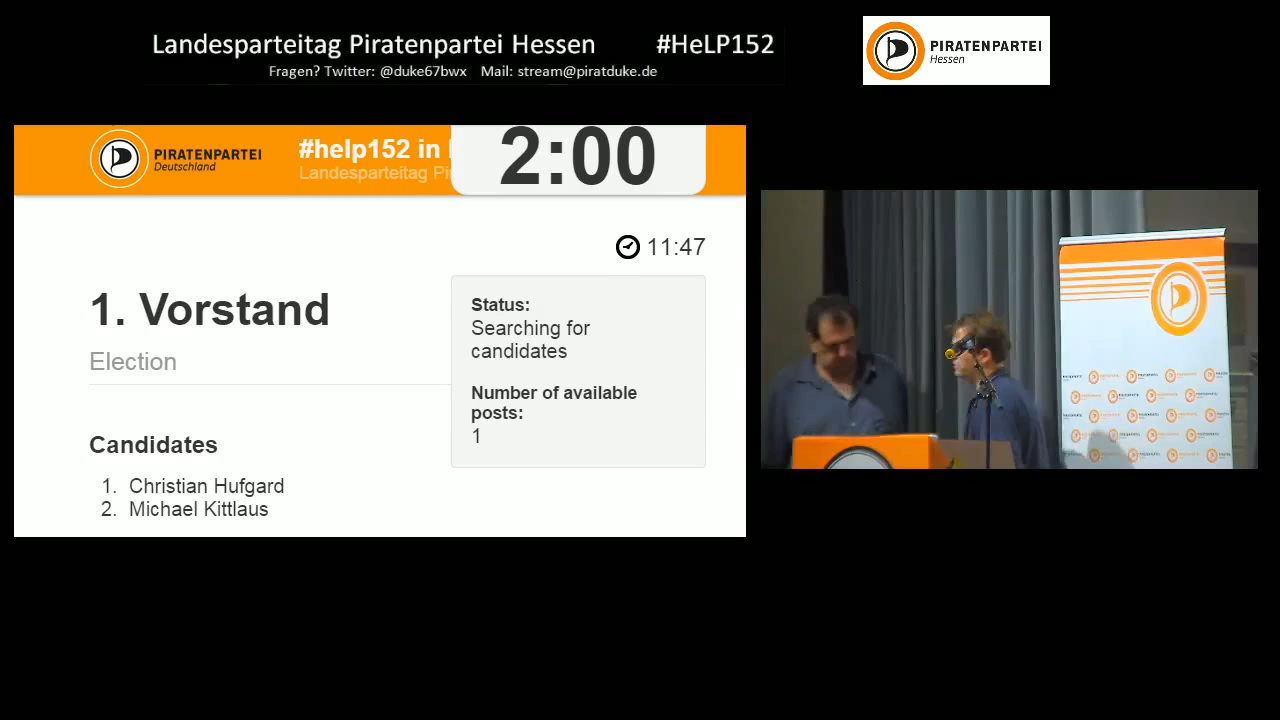 Landesparteitag Piratenpartei Hessen #HeLP152
Fragen? Twitter: @duke67bwx Mail: stream@piratduke.de
PIRATENPARTEI
Hessen
PIRATENPARTEI
Deutschland
#help152 in
Landesparteitag Pi
2:00
11:47
1. Vorstand
Election
Status:
Searching for
candidates
Number of available
posts:
1
Candidates
1. Christian Hufgard
2. Michael Kittlaus